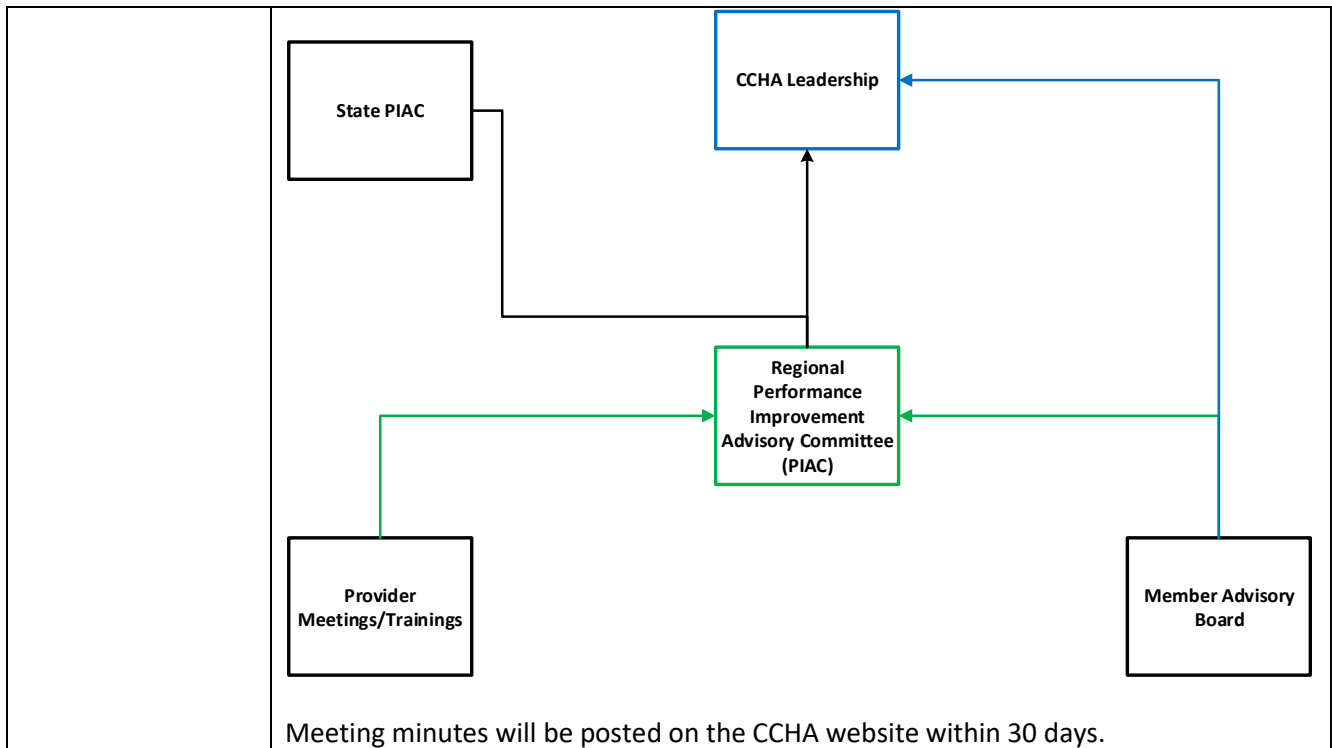 State PIAC
CCHA Leadership
Regional
Performance
Improvement
Advisory Committee
(PIAC)
Provider
Meetings/Trainings
Member Advisory
Board
Meeting minutes will be posted on the CCHA website within 30 days.